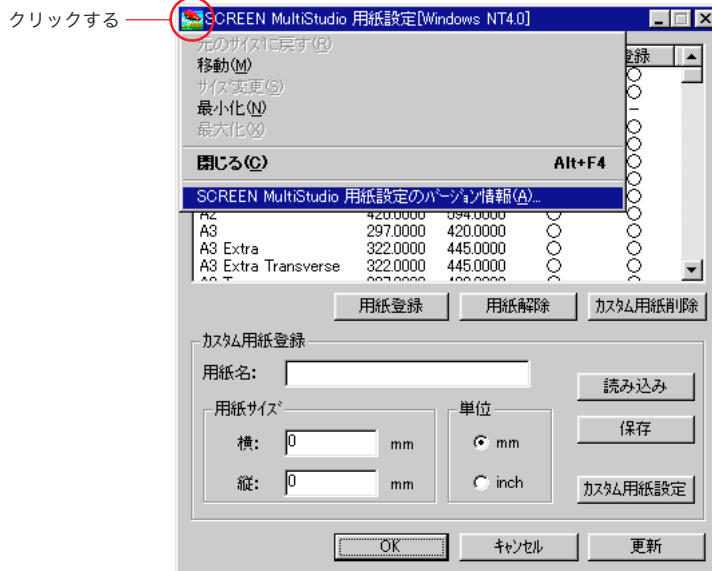 クリックする
SCREEN MultiStudio 用紙設定[Windows NT4.0]
元のサイズに戻す(R)
移動(M)
サイズ変更(S)
最小化(N)
最大化(X)
閉じる(C) Alt+F4
SCREEN MultiStudio 用紙設定のバージョン情報(A)...
登録
A2 420.0000 594.0000 ○ ○
A3 297.0000 420.0000 ○ ○
A3 Extra 322.0000 445.0000 ○ ○
A3 Extra Transverse 322.0000 445.0000 ○ ○
用紙登録 用紙解除 カスタム用紙削除
カスタム用紙登録
用紙名:
読み込み
用紙サイズ 単位
保存
横: 0 mm mm
縦: 0 mm inch
カスタム用紙設定
OK キャンセル 更新